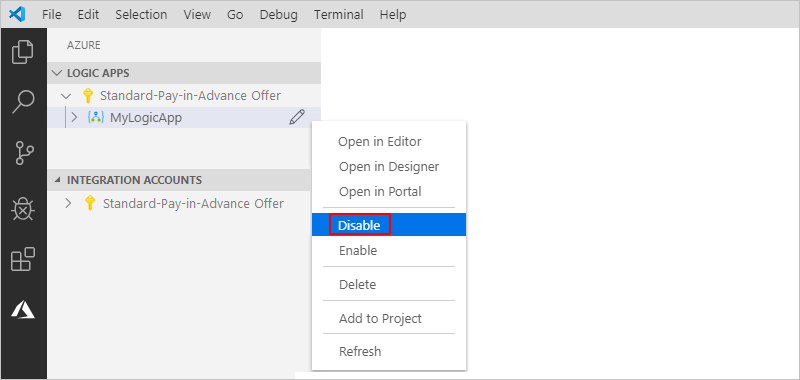 File Edit Selection View Go Debug Terminal Help
AZURE
LOGIC APPS
Standard-Pay-in-Advance Offer
MyLogicApp
INTEGRATION ACCOUNTS
Standard-Pay-in-Advance Offer
Open in Editor
Open in Designer
Open in Portal
Disable
Enable
Delete
Add to Project
Refresh